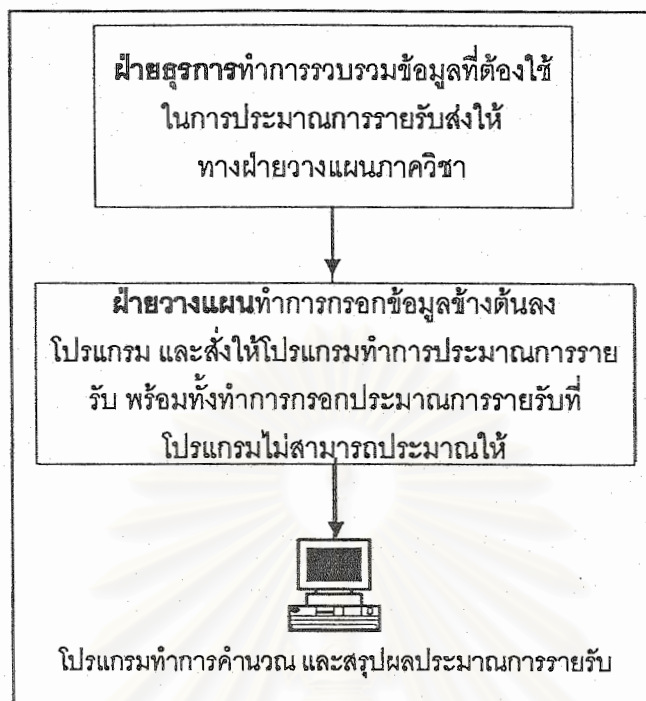 ฝ่ายธุรการทำการรวบรวมข้อมูลที่ต้องใช้
ในการประมาณการรายรับส่งให้
ทางฝ่ายวางแผนภาควิชา
ฝ่ายวางแผนทำการกรอกข้อมูลข้างต้นลง
โปรแกรม และสั่งให้โปรแกรมทำการประมาณการราย
รับ พร้อมทั้งทำการกรอกประมาณการรายรับที่
โปรแกรมไม่สามารถประมาณให้
โปรแกรมทำการคำนวณ และสรุปผลประมาณการรายรับ